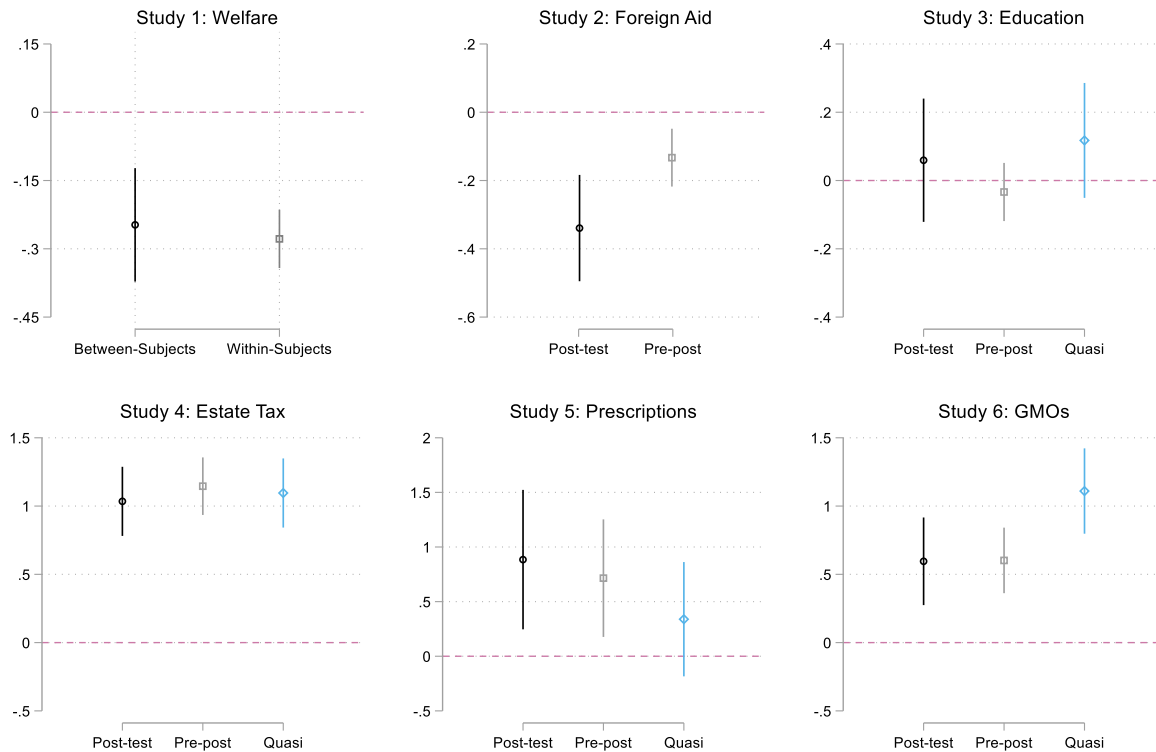 Study 1: Welfare
.15
0
-.15
-.3
-.45
Between-Subjects
Within-Subjects
Study 2: Foreign Aid
.2
0
-.2
-.4
-.6
Post-test
Pre-post
Study 3: Education
.4
.2
0
-.2
-.4
Post-test
Pre-post
Quasi
Study 4: Estate Tax
1.5
1
.5
0
-.5
Post-test
Pre-post
Quasi
Study 5: Prescriptions
2
1.5
1
.5
0
-.5
Post-test
Pre-post
Quasi
Study 6: GMOs
1.5
1
.5
0
-.5
Post-test
Pre-post
Quasi